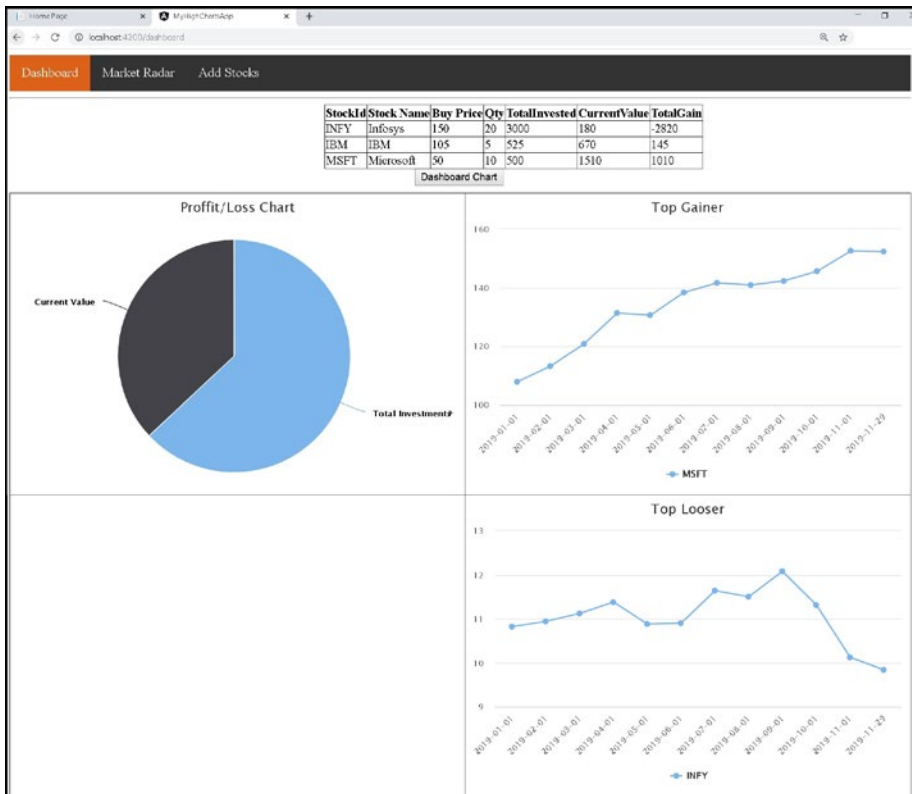 Home Page
MyHighChartsApp
localhost:4200/dashboard
Dashboard Market Radar Add Stocks
StockId Stock Name Buy Price Qty TotalInvested CurrentValue TotalGain
INFY Infosys 150 20 3000 180 -2820
IBM IBM 105 5 525 670 145
MSFT Microsoft 50 10 500 1510 1010
Dashboard Chart
Proffit/Loss Chart
Current Value
Total Investment#
Top Gainer
160
140
120
100
2019-01-01 2019-02-01 2019-03-01 2019-04-01 2019-05-01 2019-06-01 2019-07-01 2019-08-01 2019-09-01 2019-10-01 2019-11-01 2019-11-29
MSFT
Top Looser
13
12
11
10
9
2019-01-01 2019-02-01 2019-03-01 2019-04-01 2019-05-01 2019-06-01 2019-07-01 2019-08-01 2019-09-01 2019-10-01 2019-11-01 2019-11-29
INFY